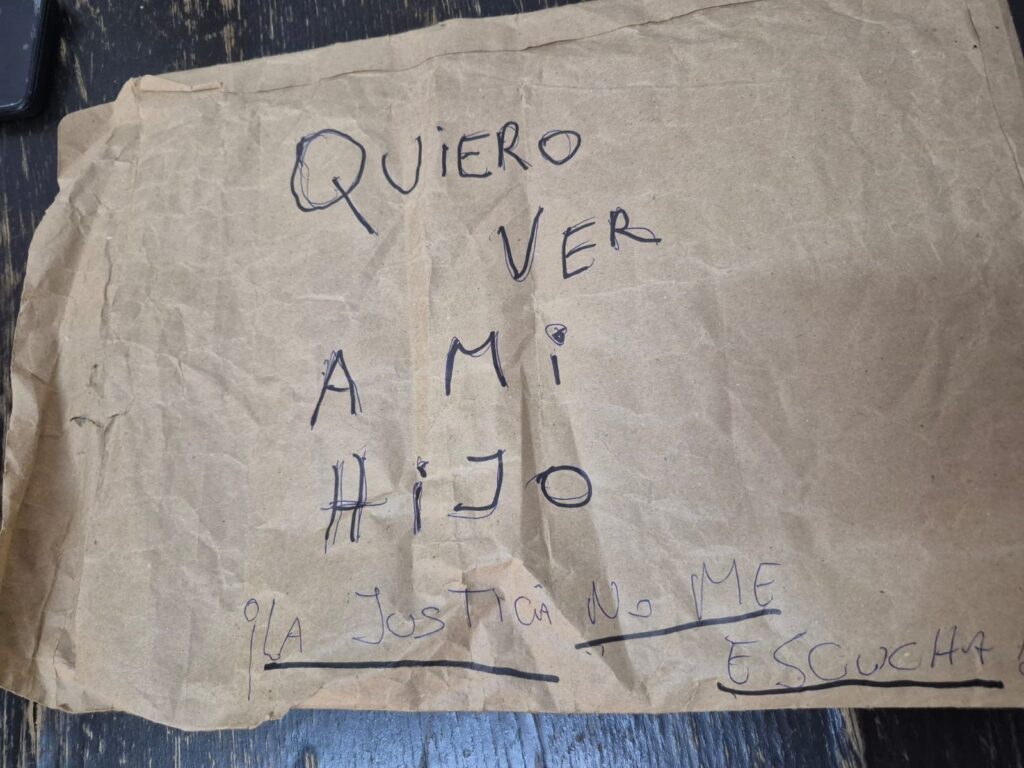 QUiERO
VER
A Mi
HiJO
¡LA JUSTICIA NO ME
ESCUCHA